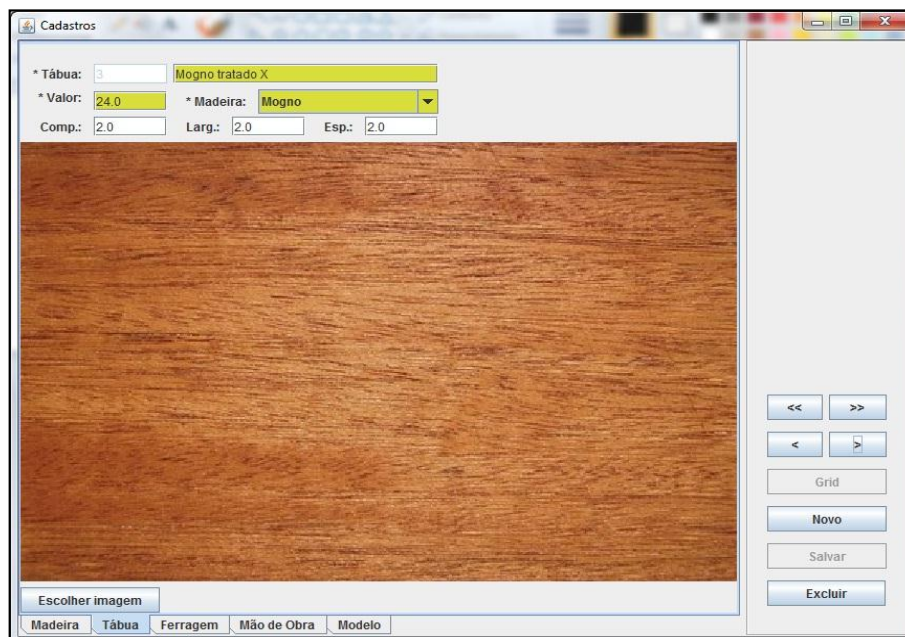 Cadastros
* Tábua: 3 Mogno tratado X
* Valor: 24.0 * Madeira: Mogno
Comp.: 2.0 Larg.: 2.0 Esp.: 2.0
<< >>
< >
Grid
Novo
Salvar
Excluir
Escolher imagem
Madeira Tábua Ferragem Mão de Obra Modelo